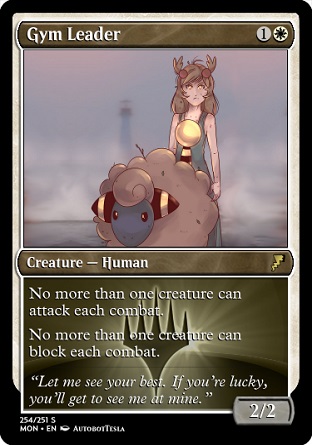 Gym Leader 1
Creature — Human
No more than one creature can
attack each combat.
No more than one creature can
block each combat.
“Let me see your best. If you're lucky,
you'll get to see me at mine.”
2/2
254/251 S
MON • EN AutobotTesla